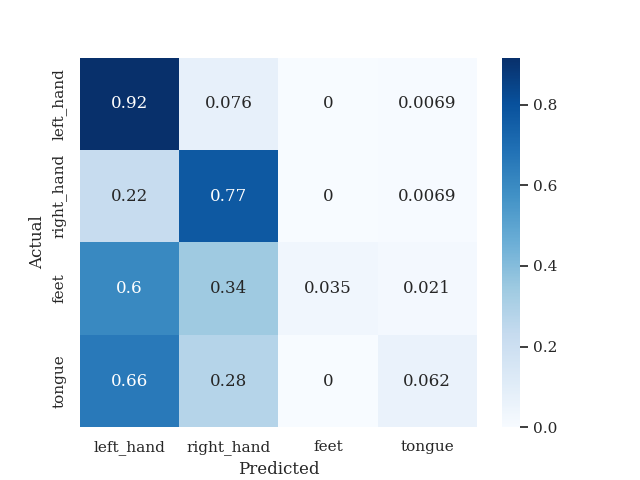 left_hand 0.92 0.076 0 0.0069
right_hand 0.22 0.77 0 0.0069
feet 0.6 0.34 0.035 0.021
tongue 0.66 0.28 0 0.062
Actual
left_hand right_hand feet tongue
Predicted
0.8
0.6
0.4
0.2
0.0